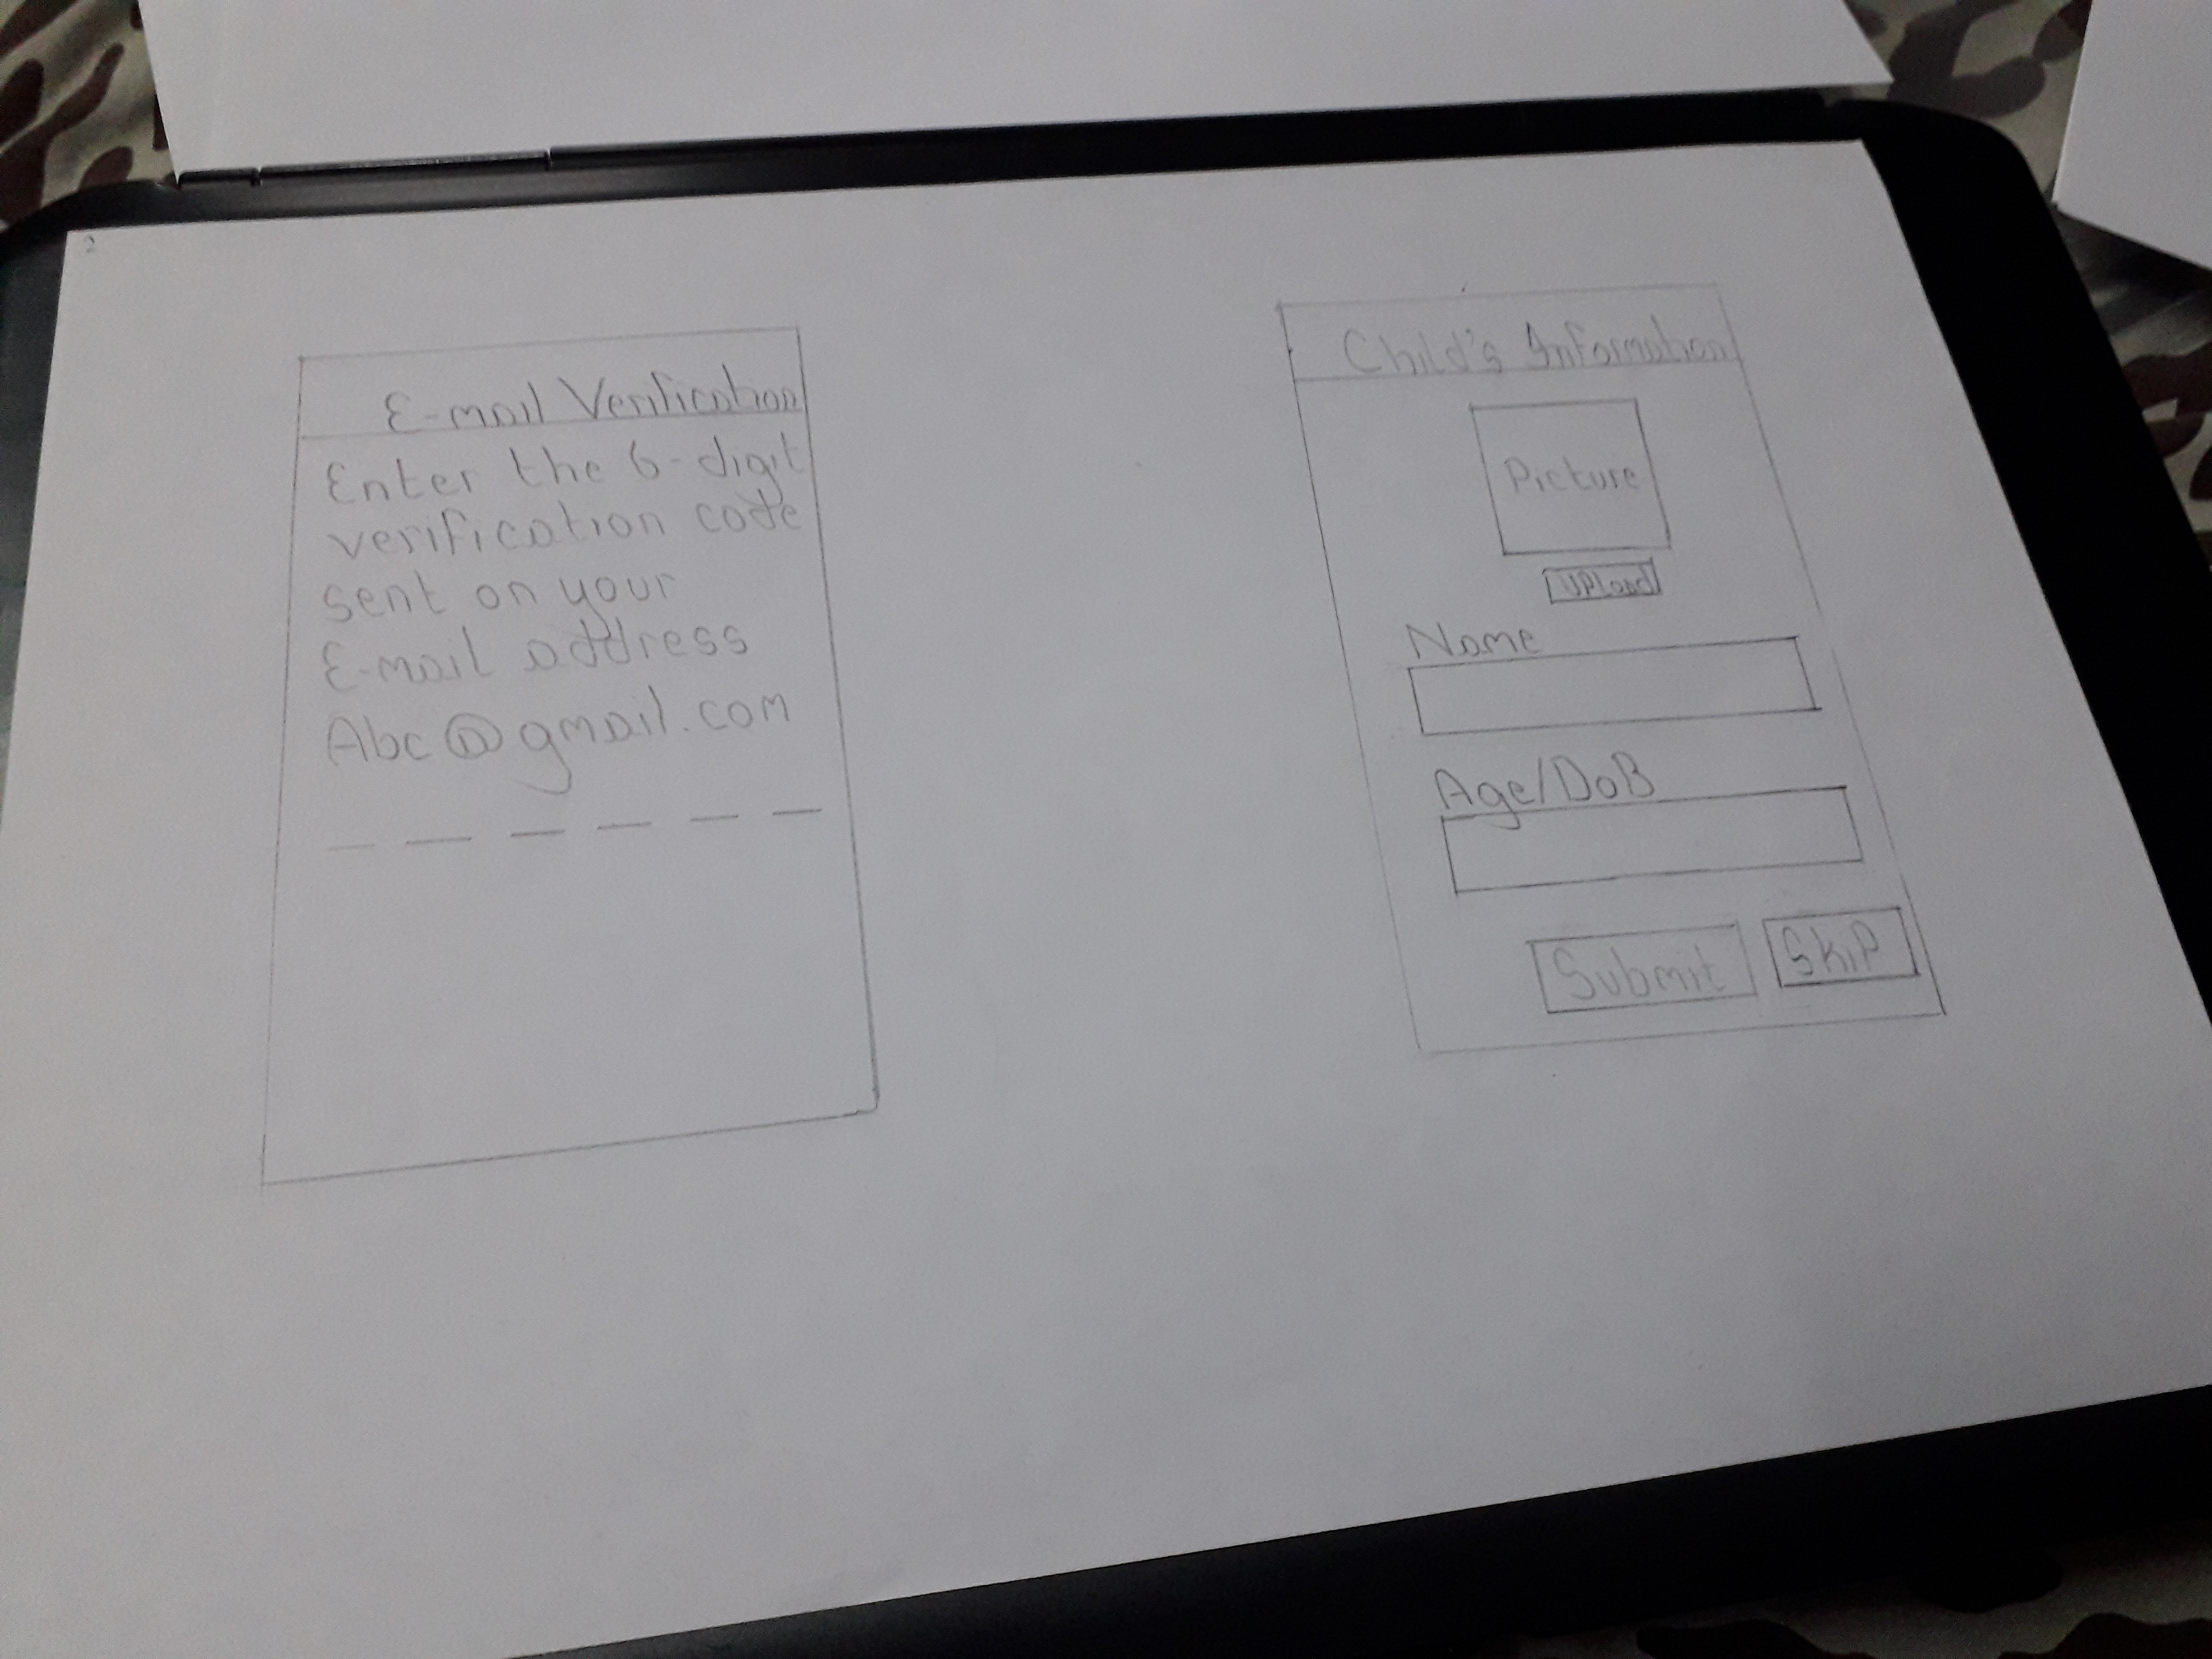 2
E-mail Verification
Enter the 6-digit
verification code
sent on your
E-mail address
Abc@gmail.com
Child's Information
Picture
UPload
Name
Age/DoB
Submit
SkiP